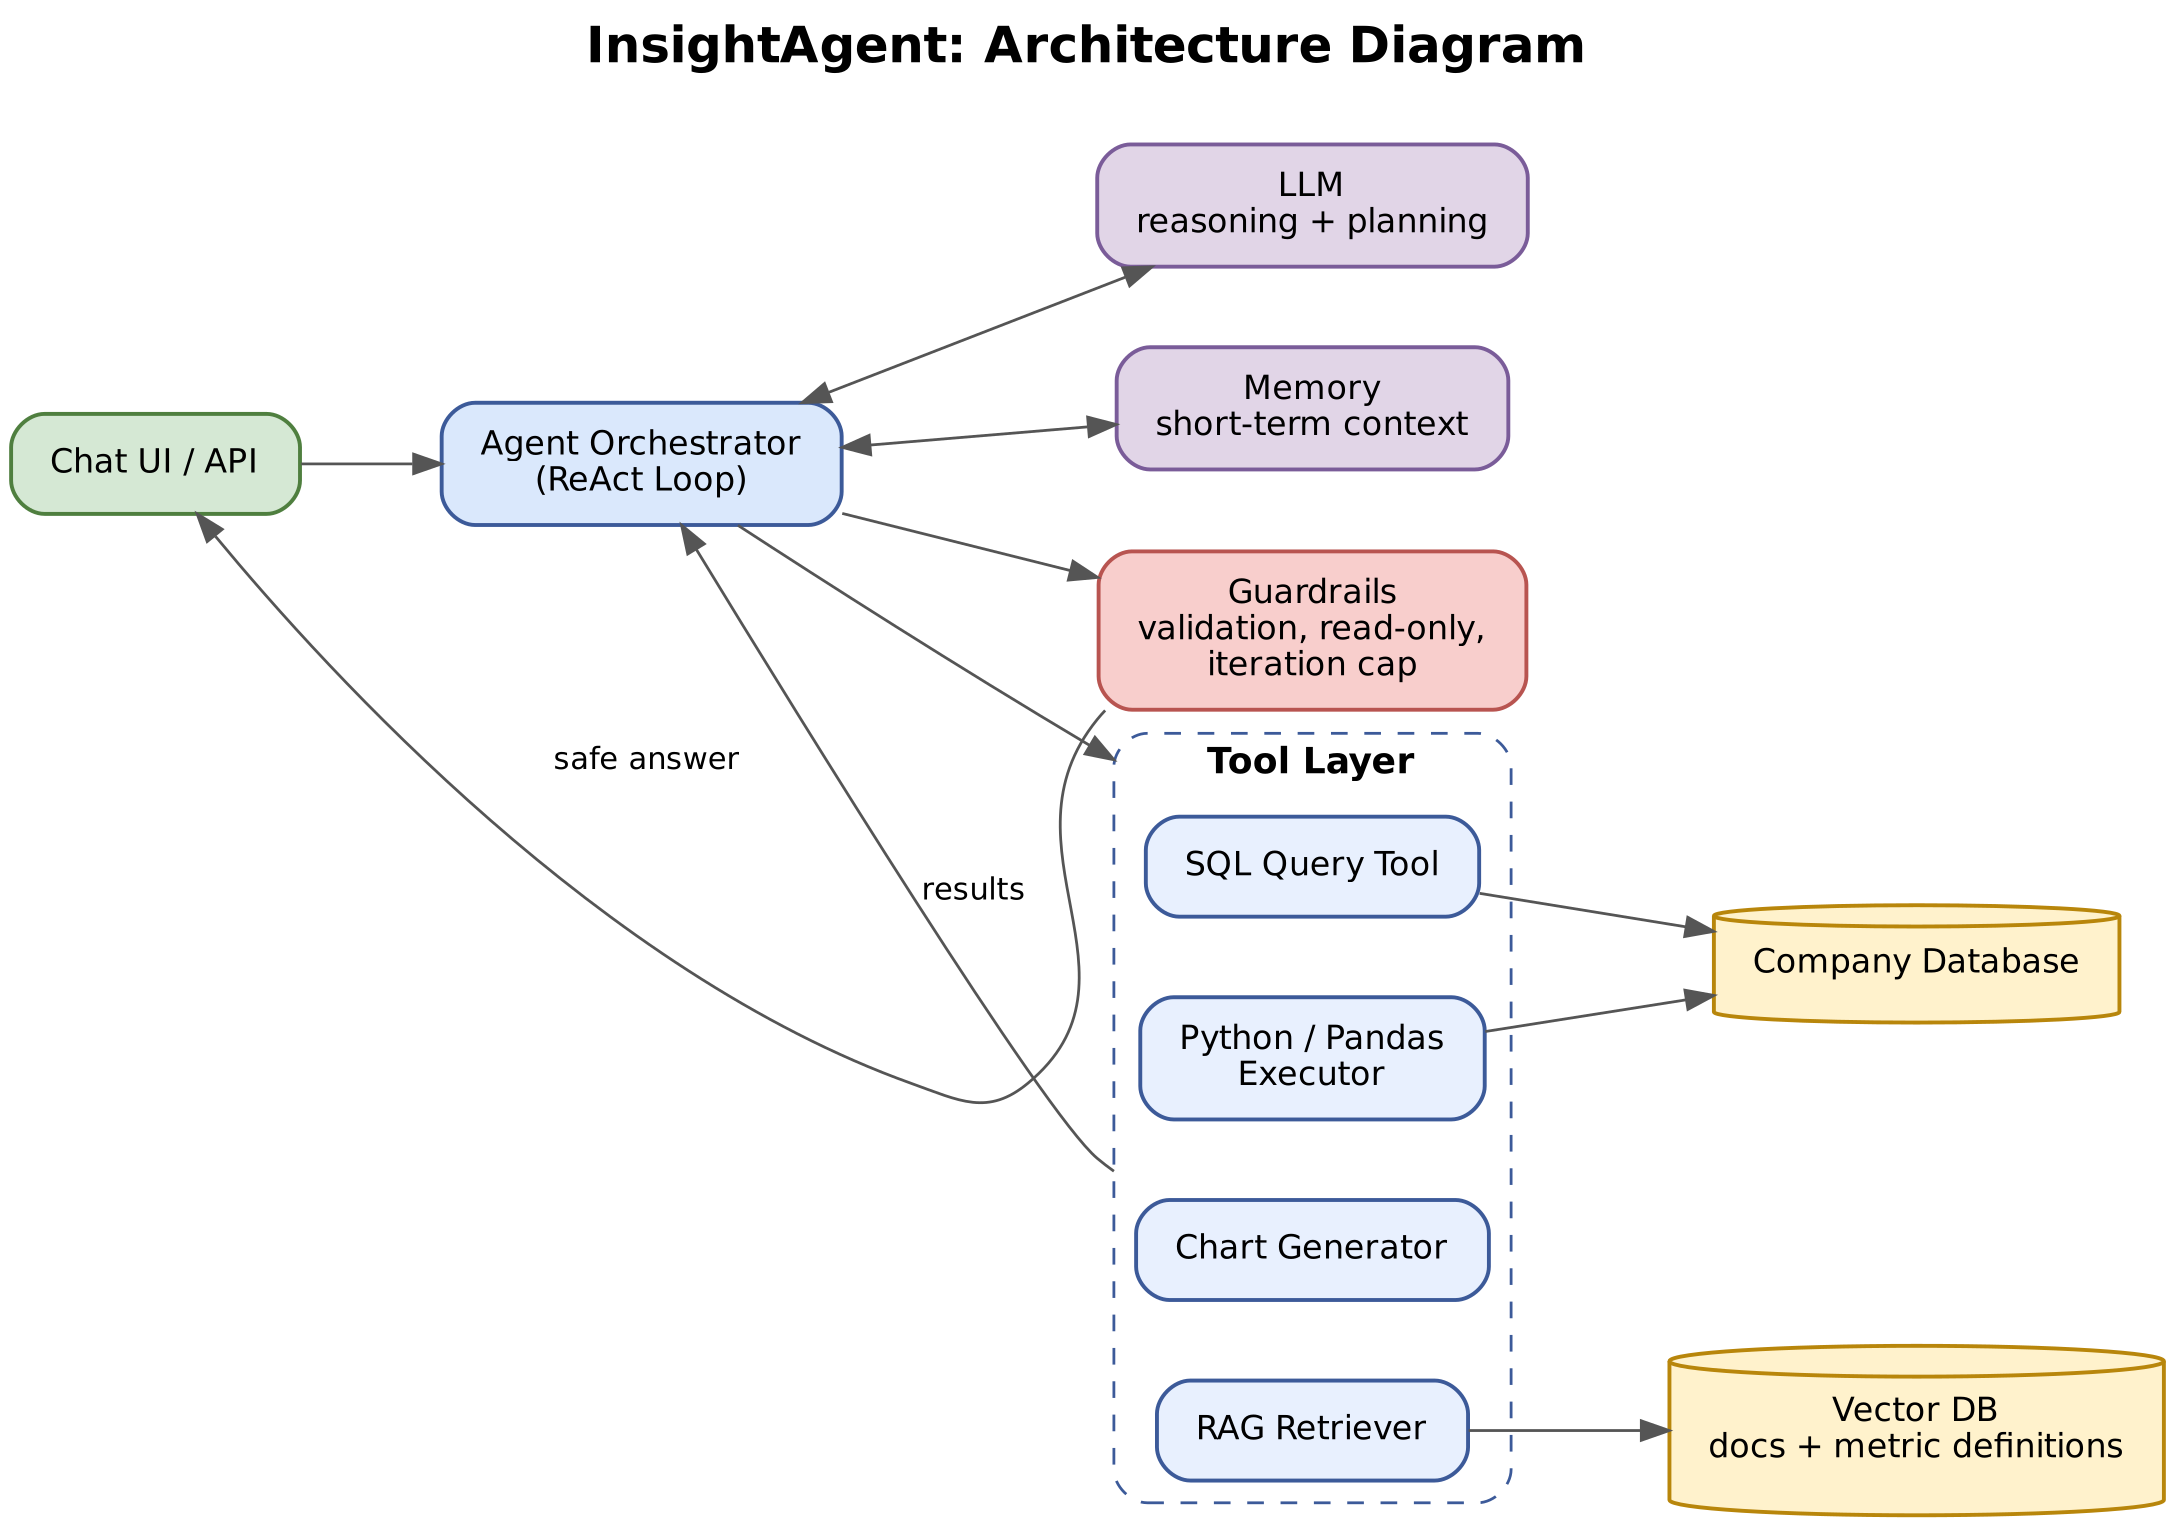 InsightAgent: Architecture Diagram
LLM
reasoning + planning
Memory
short-term context
Chat UI / API
Agent Orchestrator
(ReAct Loop)
Guardrails
validation, read-only,
iteration cap
safe answer
Tool Layer
SQL Query Tool
results
Company Database
Python / Pandas
Executor
Chart Generator
RAG Retriever
Vector DB
docs + metric definitions